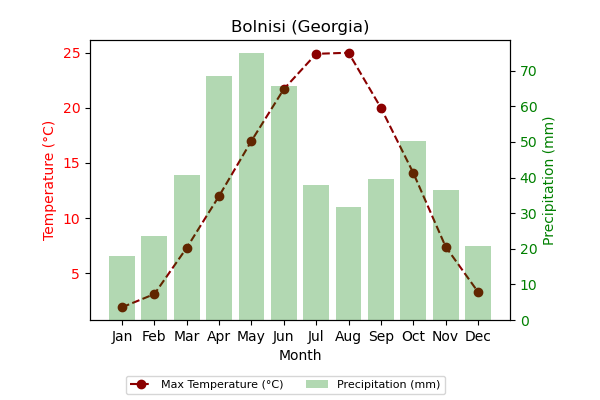 Bolnisi (Georgia)
Temperature (°C)
25
20
15
10
5
70
60
50
40
30
20
10
0
Precipitation (mm)
Jan Feb Mar Apr May Jun Jul Aug Sep Oct Nov Dec
Month
Max Temperature (°C) Precipitation (mm)